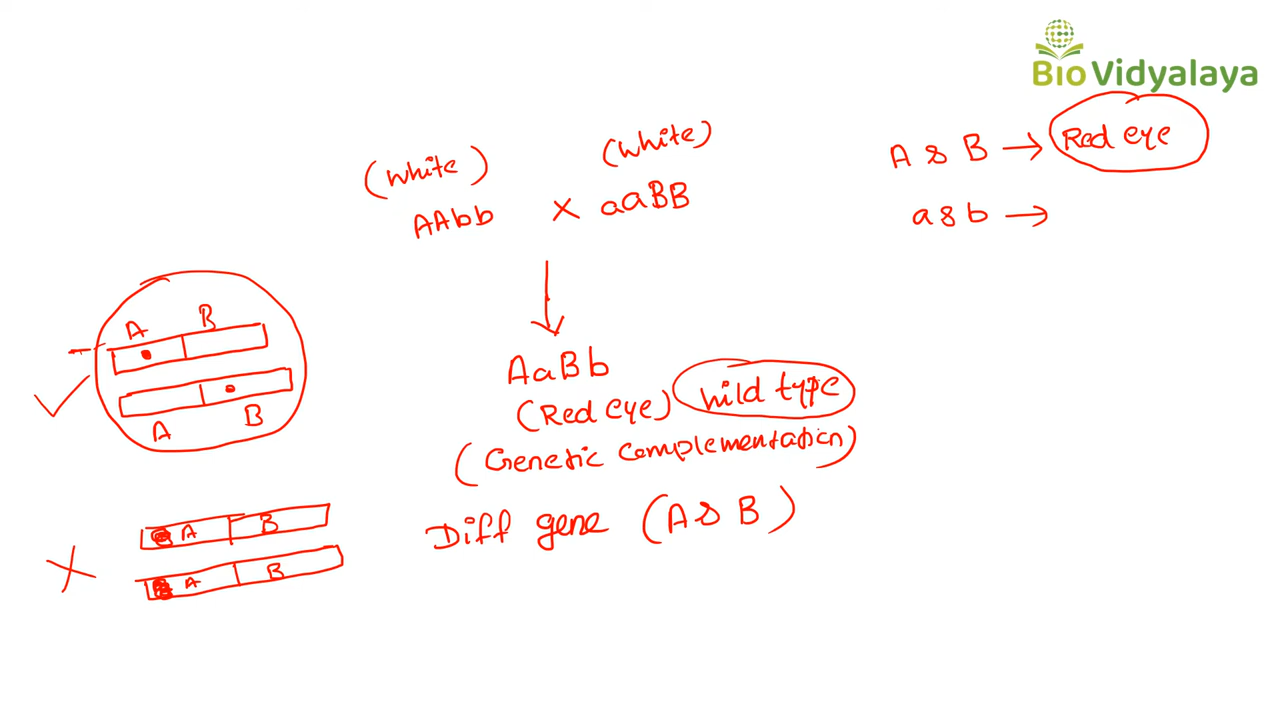 Bio Vidyalaya
A & B → Red eye
a & b →
(White) (White)
AAbb × aaBB
AaBb
(Red eye) Wild type
(Genetic complementation)
Diff gene (A & B)
A B
A B
A B
A B